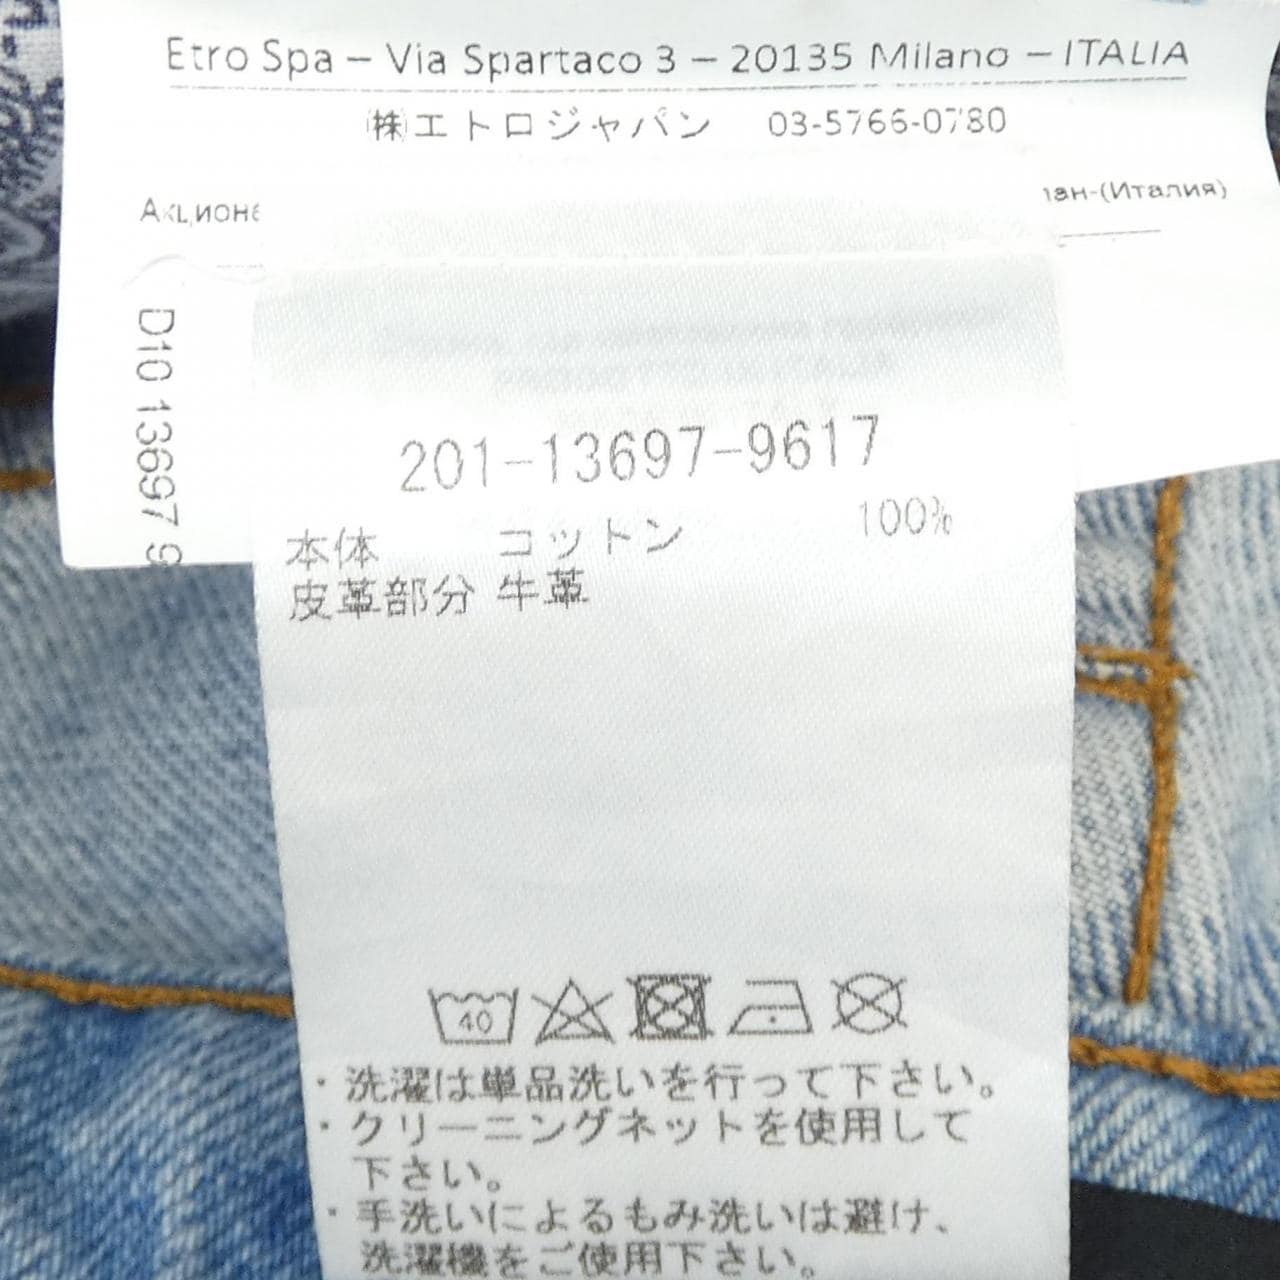 Etro Spa – Via Spartaco 3 – 20135 Milano – ITALIA
㈱エトロジャパン 03-5766-0780
(Италия)
D10 13697 9
201-13697-9617
本体 コットン 100%
皮革部分 牛革
40
・洗濯は単品洗いを行って下さい。
・クリーニングネットを使用して
下さい。
・手洗いによるもみ洗いは避け、
洗濯機をご使用下さい。